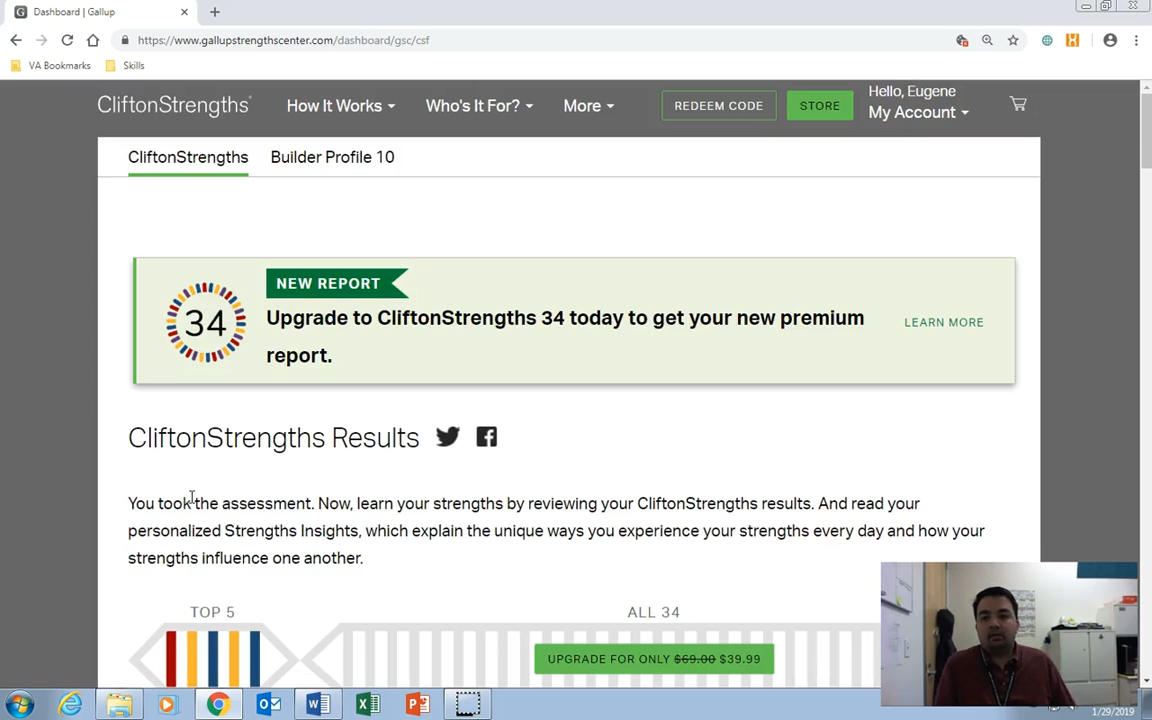 Dashboard | Gallup
https://www.gallupstrengthscenter.com/dashboard/gsc/csf
VA Bookmarks Skills
CliftonStrengths® How It Works Who's It For? More REDEEM CODE STORE Hello, Eugene
My Account
CliftonStrengths Builder Profile 10
NEW REPORT
34 Upgrade to CliftonStrengths 34 today to get your new premium
report.
LEARN MORE
CliftonStrengths Results
You took the assessment. Now, learn your strengths by reviewing your CliftonStrengths results. And read your
personalized Strengths Insights, which explain the unique ways you experience your strengths every day and how your
strengths influence one another.
TOP 5 ALL 34
UPGRADE FOR ONLY $69.00 $39.99
1/29/2019